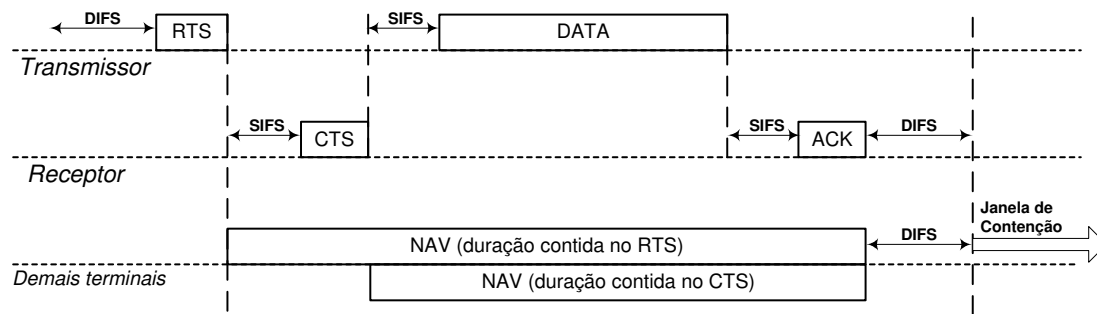 DIFS
RTS
SIFS
DATA
Transmissor
SIFS
CTS
SIFS
ACK
DIFS
Receptor
NAV (duração contida no RTS)
DIFS
Janela de
Contenção
Demais terminais
NAV (duração contida no CTS)